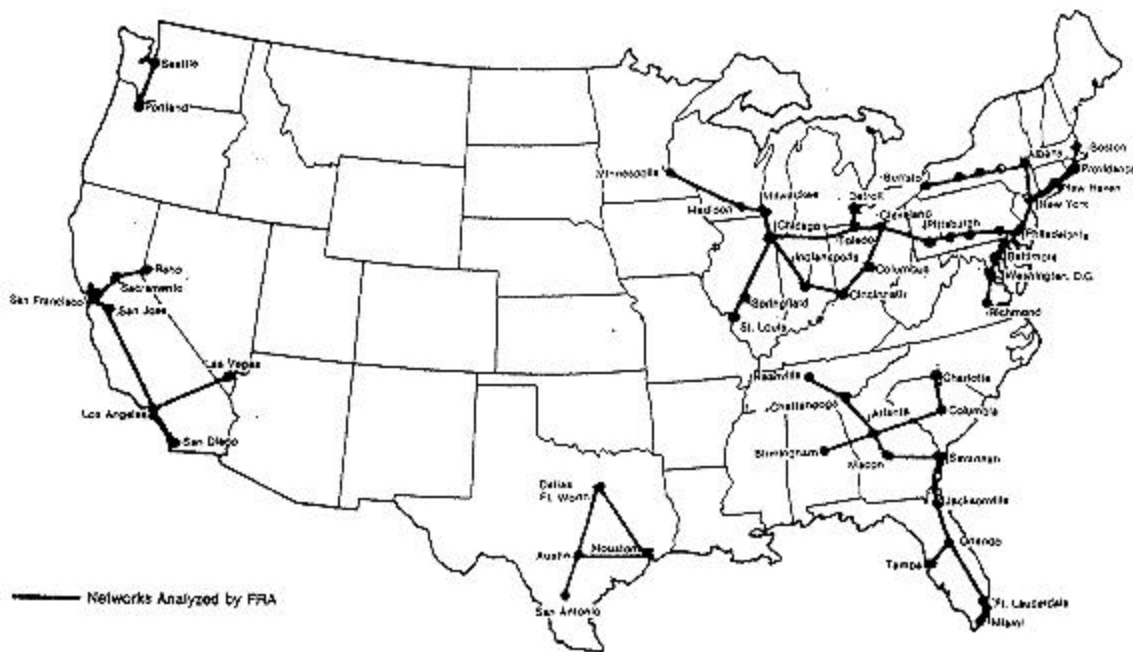 Seattle
Portland
Minneapolis
Madison
Milwaukee
Chicago
Detroit
Toledo
Cleveland
Buffalo
Albany
Boston
Providence
New Haven
New York
Pittsburgh
Philadelphia
Baltimore
Washington, D.C.
Richmond
Indianapolis
Columbus
Cincinnati
Springfield
St. Louis
Reno
Sacramento
San Francisco
San Jose
Las Vegas
Los Angeles
San Diego
Nashville
Chattanooga
Atlanta
Charlotte
Columbia
Birmingham
Macon
Savannah
Jacksonville
Orlando
Tampa
Ft. Lauderdale
Miami
Dallas
Ft. Worth
Austin
Houston
San Antonio
Networks Analyzed by FRA